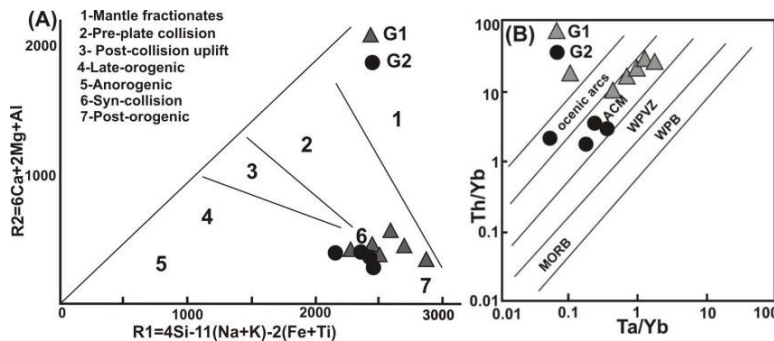 (A)
1-Mantle fractionates
2-Pre-plate collision
3- Post-collision uplift
4-Late-orogenic
5-Anorogenic
6-Syn-collision
7-Post-orogenic
G1
G2
2000
1000
R2=6Ca+2Mg+Al
1
2
3
4
5
6
7
0
1000
2000
3000
R1=4Si-11(Na+K)-2(Fe+Ti)
(B)
G1
G2
100
10
1
0.1
0.01
Th/Yb
ocenic arcs
ACM
WPVZ
WPB
MORB
0.01
0.1
1
10
100
Ta/Yb